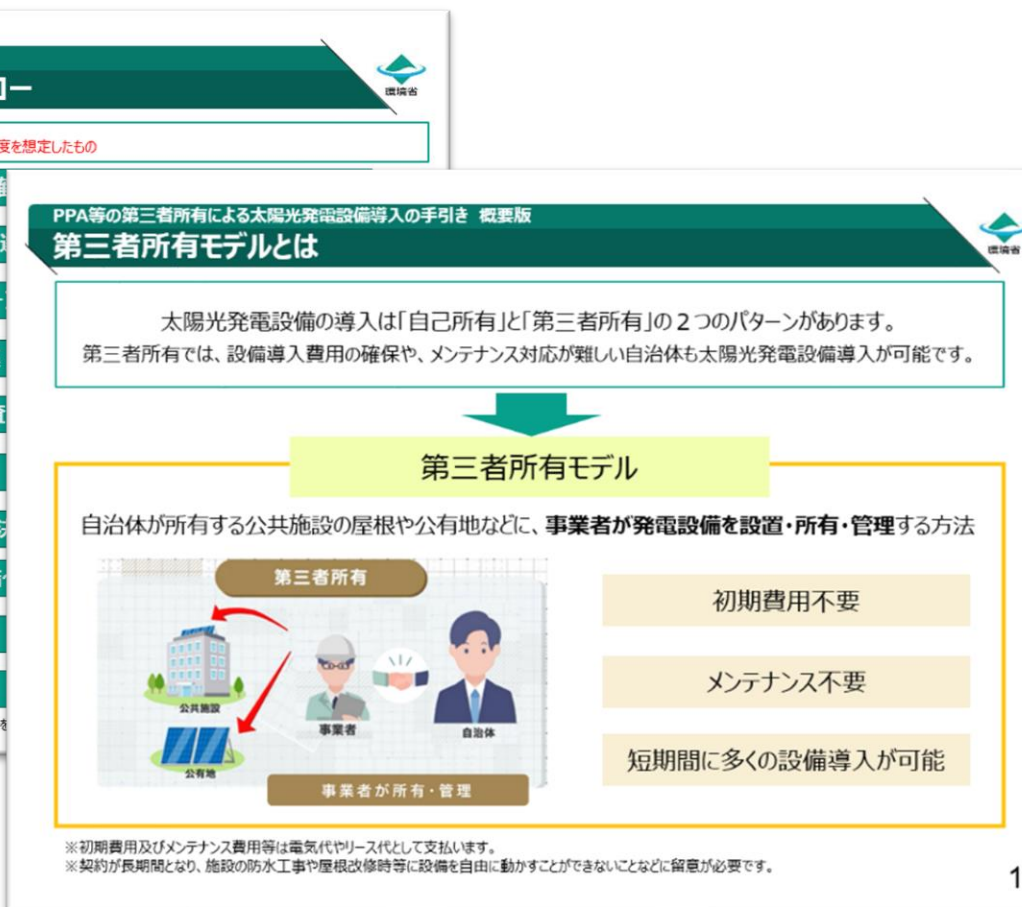 ロー
環境省
度を想定したもの
PPA等の第三者所有による太陽光発電設備導入の手引き 概要版
第三者所有モデルとは
環境省
太陽光発電設備の導入は「自己所有」と「第三者所有」の２つのパターンがあります。
第三者所有では、設備導入費用の確保や、メンテナンス対応が難しい自治体も太陽光発電設備導入が可能です。
第三者所有モデル
自治体が所有する公共施設の屋根や公有地などに、事業者が発電設備を設置・所有・管理する方法
第三者所有
公共施設
事業者
自治体
公有地
事業者が所有・管理
初期費用不要
メンテナンス不要
短期間に多くの設備導入が可能
※初期費用及びメンテナンス費用等は電気代やリース代として支払います。
※契約が長期間となり、施設の防水工事や屋根改修時等に設備を自由に動かすことができないことなどに留意が必要です。
1